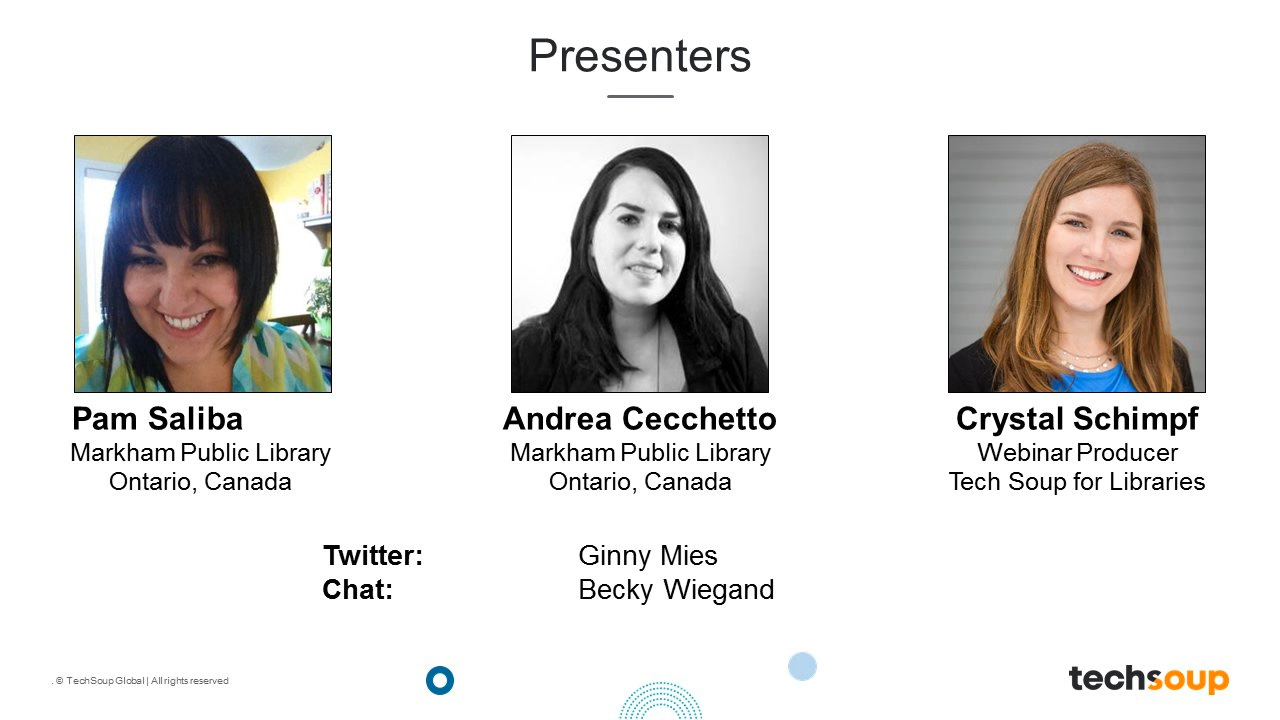 Presenters
Pam Saliba
Markham Public Library
Ontario, Canada
Andrea Cecchetto
Markham Public Library
Ontario, Canada
Crystal Schimpf
Webinar Producer
Tech Soup for Libraries
Twitter: Ginny Mies
Chat: Becky Wiegand
. © TechSoup Global | All rights reserved
techsoup